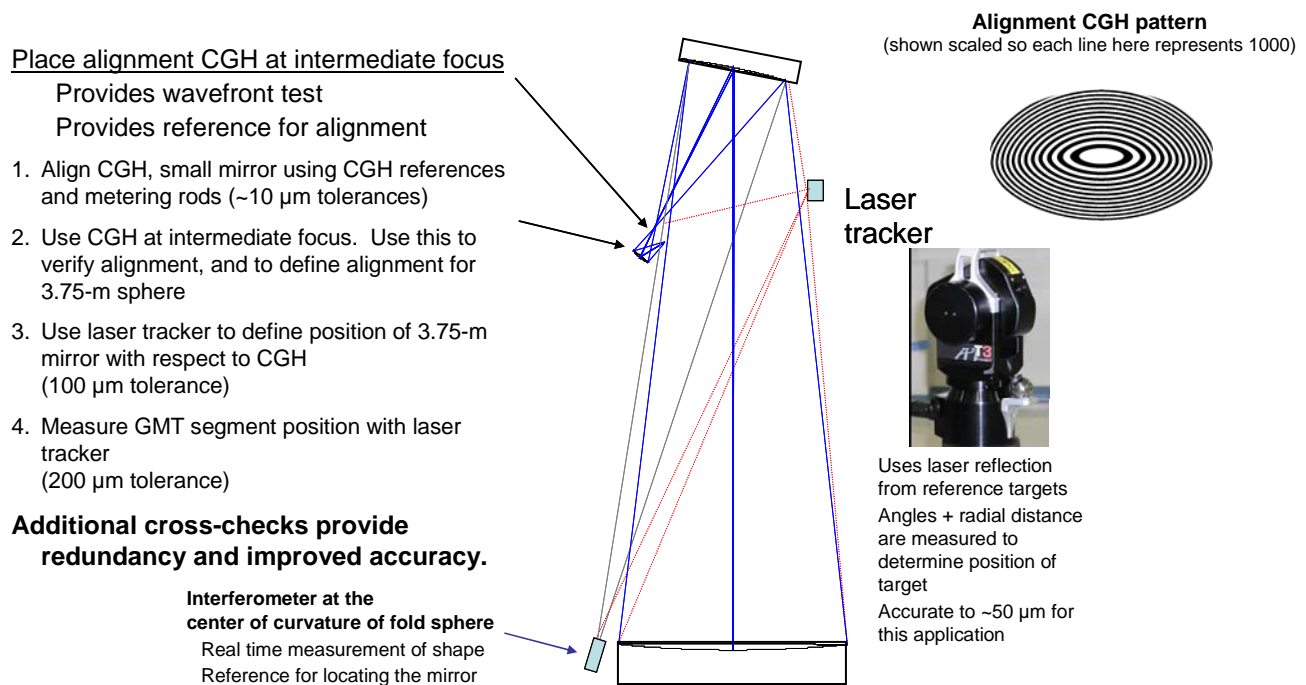 Place alignment CGH at intermediate focus
Provides wavefront test
Provides reference for alignment
1. Align CGH, small mirror using CGH references
and metering rods (~10 µm tolerances)
2. Use CGH at intermediate focus. Use this to
verify alignment, and to define alignment for
3.75-m sphere
3. Use laser tracker to define position of 3.75-m
mirror with respect to CGH
(100 µm tolerance)
4. Measure GMT segment position with laser
tracker
(200 µm tolerance)
Additional cross-checks provide
redundancy and improved accuracy.
Interferometer at the
center of curvature of fold sphere
Real time measurement of shape
Reference for locating the mirror
Alignment CGH pattern
(shown scaled so each line here represents 1000)
Laser
tracker
T3
Uses laser reflection
from reference targets
Angles + radial distance
are measured to
determine position of
target
Accurate to ~50 µm for
this application